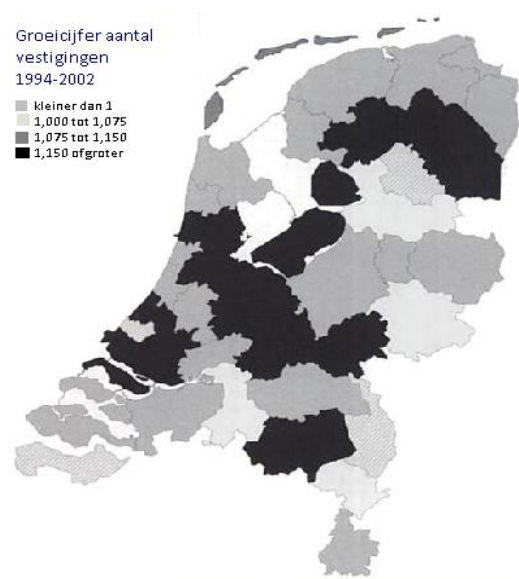 Groeicijfer aantal
vestigingen
1994-2002
kleiner dan 1
1,000 tot 1,075
1,075 tot 1,150
1,150 of groter